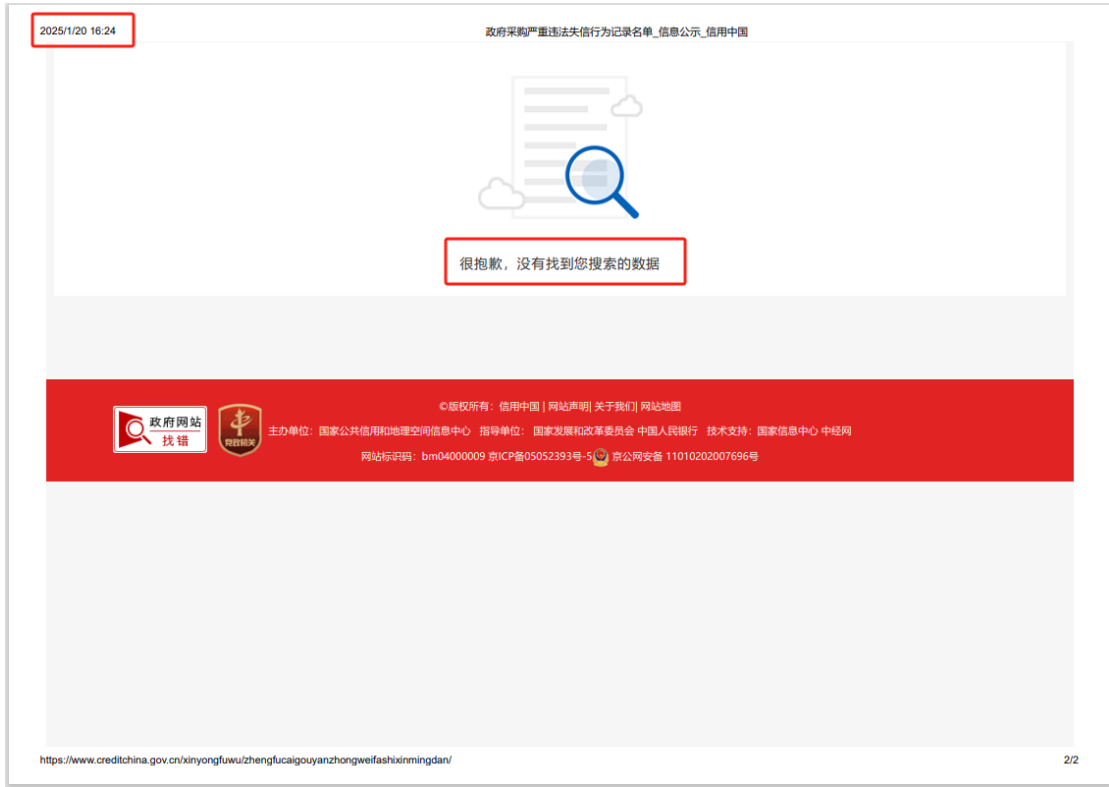 2025/1/20 16:24
政府采购严重违法失信行为记录名单_信息公示_信用中国
很抱歉，没有找到您搜索的数据
©版权所有：信用中国 | 网站声明| 关于我们| 网站地图
政府网站
找错
党政机关
主办单位：国家公共信用和地理空间信息中心 指导单位： 国家发展和改革委员会 中国人民银行 技术支持：国家信息中心 中经网
网站标识码：bm04000009 京ICP备05052393号-5 京公网安备 11010202007696号
https://www.creditchina.gov.cn/xinyongfuwu/zhengfucaigouyanzhongweifashixinmingdan/
2/2